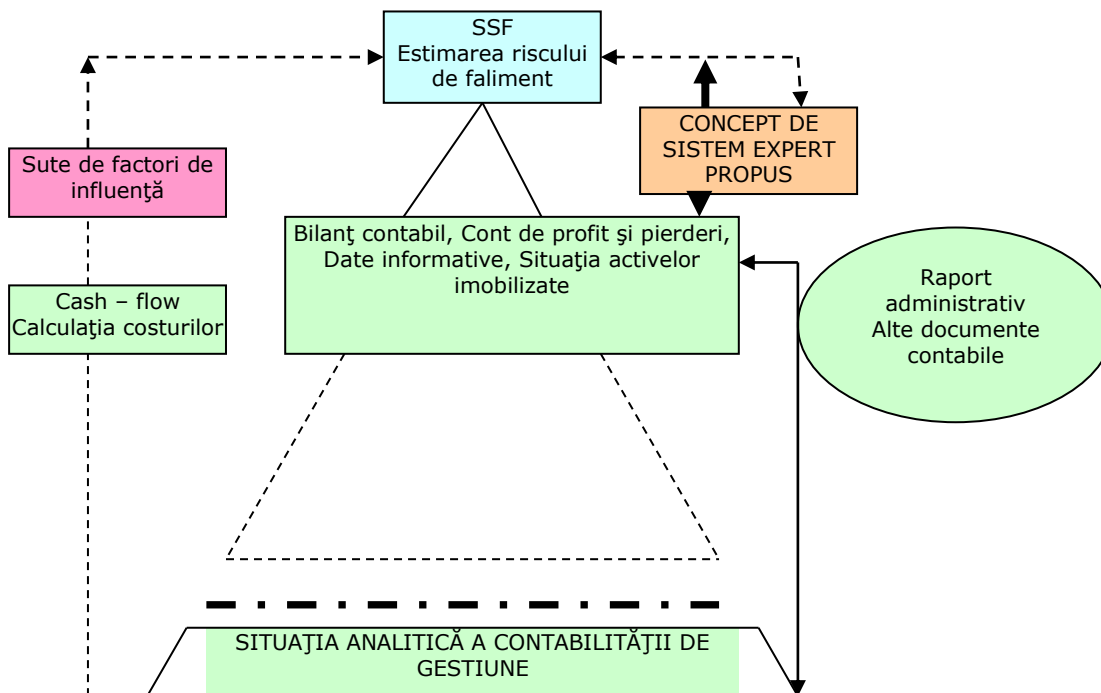 SSF
Estimarea riscului
de faliment
CONCEPT DE
SISTEM EXPERT
PROPUS
Sute de factori de
influenţă
Bilanţ contabil, Cont de profit şi pierderi,
Date informative, Situaţia activelor
imobilizate
Cash – flow
Calculaţia costurilor
Raport
administrativ
Alte documente
contabile
SITUAŢIA ANALITICĂ A CONTABILITĂŢII DE
GESTIUNE